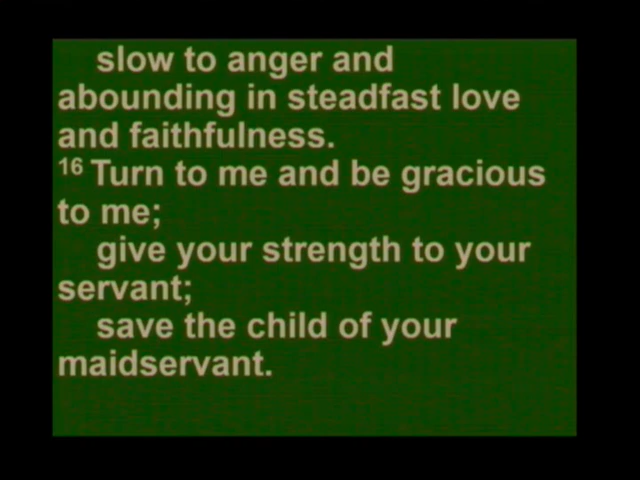 slow to anger and
abounding in steadfast love
and faithfulness.
16 Turn to me and be gracious
to me;
give your strength to your
servant;
save the child of your
maidservant.